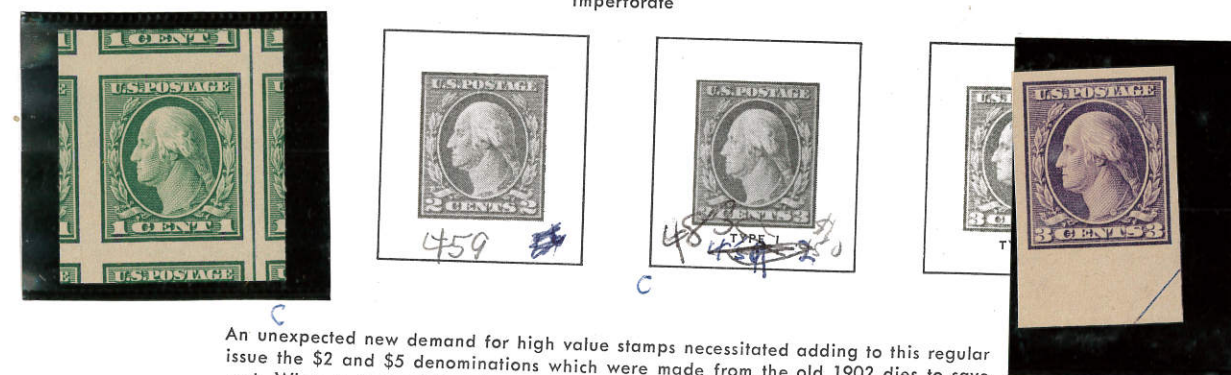 Imperforate
1 CENT 1
U.S. POSTAGE
1 CENT 1
U.S. POSTAGE
U.S. POSTAGE
2 CENTS 2
459
U.S. POSTAGE
CENTS 3
TYPE I
U.S.
3
U.S. POSTAGE
3 CENTS 3
C
C
An unexpected new demand for high value stamps necessitated adding to this regular
issue the $2 and $5 denominations which were made from the old 1902 dies to save